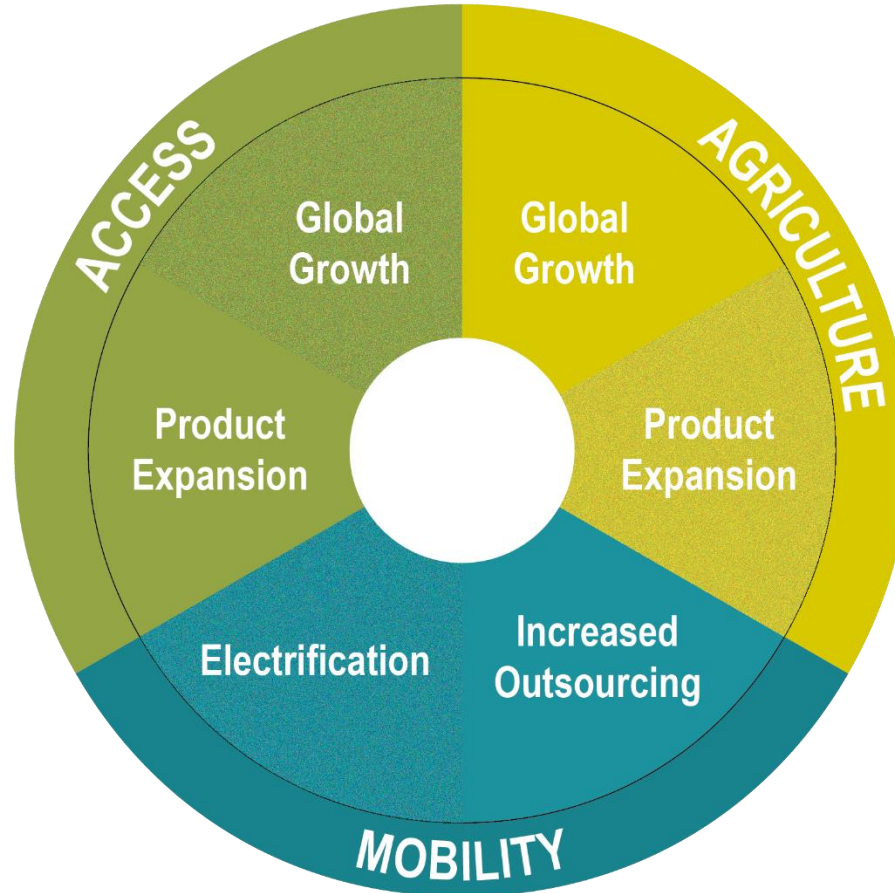 ACCESS
AGRICULTURE
Global
Growth
Global
Growth
Product
Expansion
Product
Expansion
Electrification
Increased
Outsourcing
MOBILITY